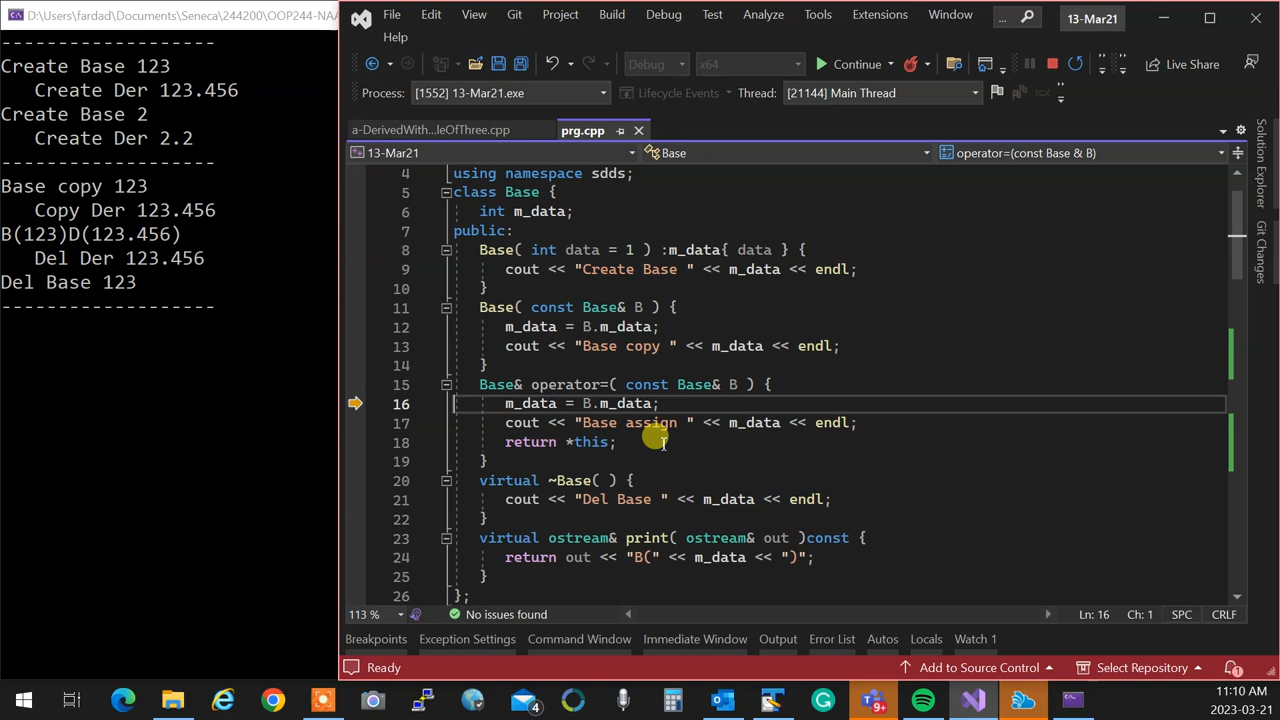 D:\Users\fardad\Documents\Seneca\244200\OOP244-NAA
-------------------
Create Base 123
Create Der 123.456
Create Base 2
Create Der 2.2
-------------------
Base copy 123
Copy Der 123.456
B(123)D(123.456)
Del Der 123.456
Del Base 123
-------------------
File Edit View Git Project Build Debug Test Analyze Tools Extensions Window
Help
... 13-Mar21
Debug x64 Continue Live Share
Process: [1552] 13-Mar21.exe Lifecycle Events Thread: [21144] Main Thread
a-DerivedWith...leOfThree.cpp prg.cpp
13-Mar21 Base operator=(const Base & B)
4 using namespace sdds;
5 class Base {
6 int m_data;
7 public:
8 Base( int data = 1 ) :m_data{ data } {
9 cout << "Create Base " << m_data << endl;
10 }
11 Base( const Base& B ) {
12 m_data = B.m_data;
13 cout << "Base copy " << m_data << endl;
14 }
15 Base& operator=( const Base& B ) {
16 m_data = B.m_data;
17 cout << "Base assign " << m_data << endl;
18 return *this;
19 }
20 virtual ~Base( ) {
21 cout << "Del Base " << m_data << endl;
22 }
23 virtual ostream& print( ostream& out )const {
24 return out << "B(" << m_data << ")";
25 }
26 };
Solution Explorer
Git Changes
113 % No issues found Ln: 16 Ch: 1 SPC CRLF
Breakpoints Exception Settings Command Window Immediate Window Output Error List Autos Locals Watch 1
Ready Add to Source Control Select Repository 1
4 9+ 11:10 AM
2023-03-21